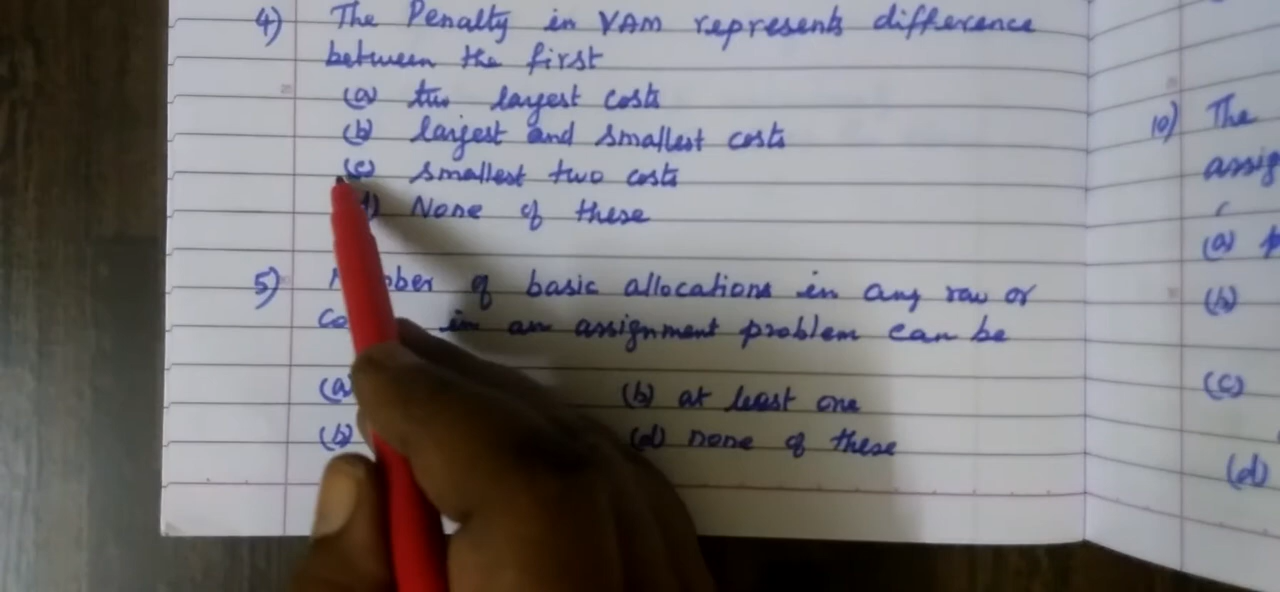 4) The Penalty in VAM represents difference
between the first
(a) two largest costs
(b) largest and smallest costs
(c) smallest two costs
None of these
5) of basic allocations in any row or
in an assignment problem can be
(a) (b) at least one
(b) (d) none of these
10) The
assig
(a)
(b)
(c)
(d)